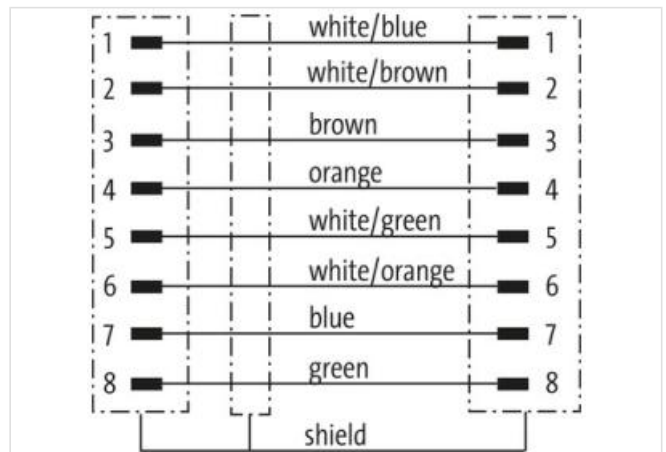 1 white/blue 1
2 white/brown 2
3 brown 3
4 orange 4
5 white/green 5
6 white/orange 6
7 blue 7
8 green 8
shield